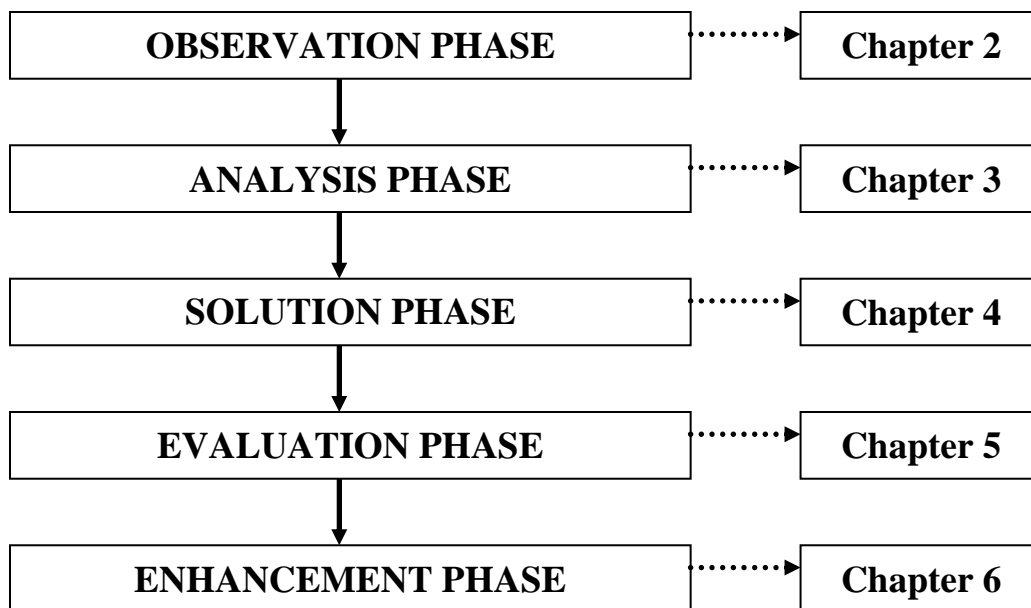 OBSERVATION PHASE
Chapter 2
ANALYSIS PHASE
Chapter 3
SOLUTION PHASE
Chapter 4
EVALUATION PHASE
Chapter 5
ENHANCEMENT PHASE
Chapter 6